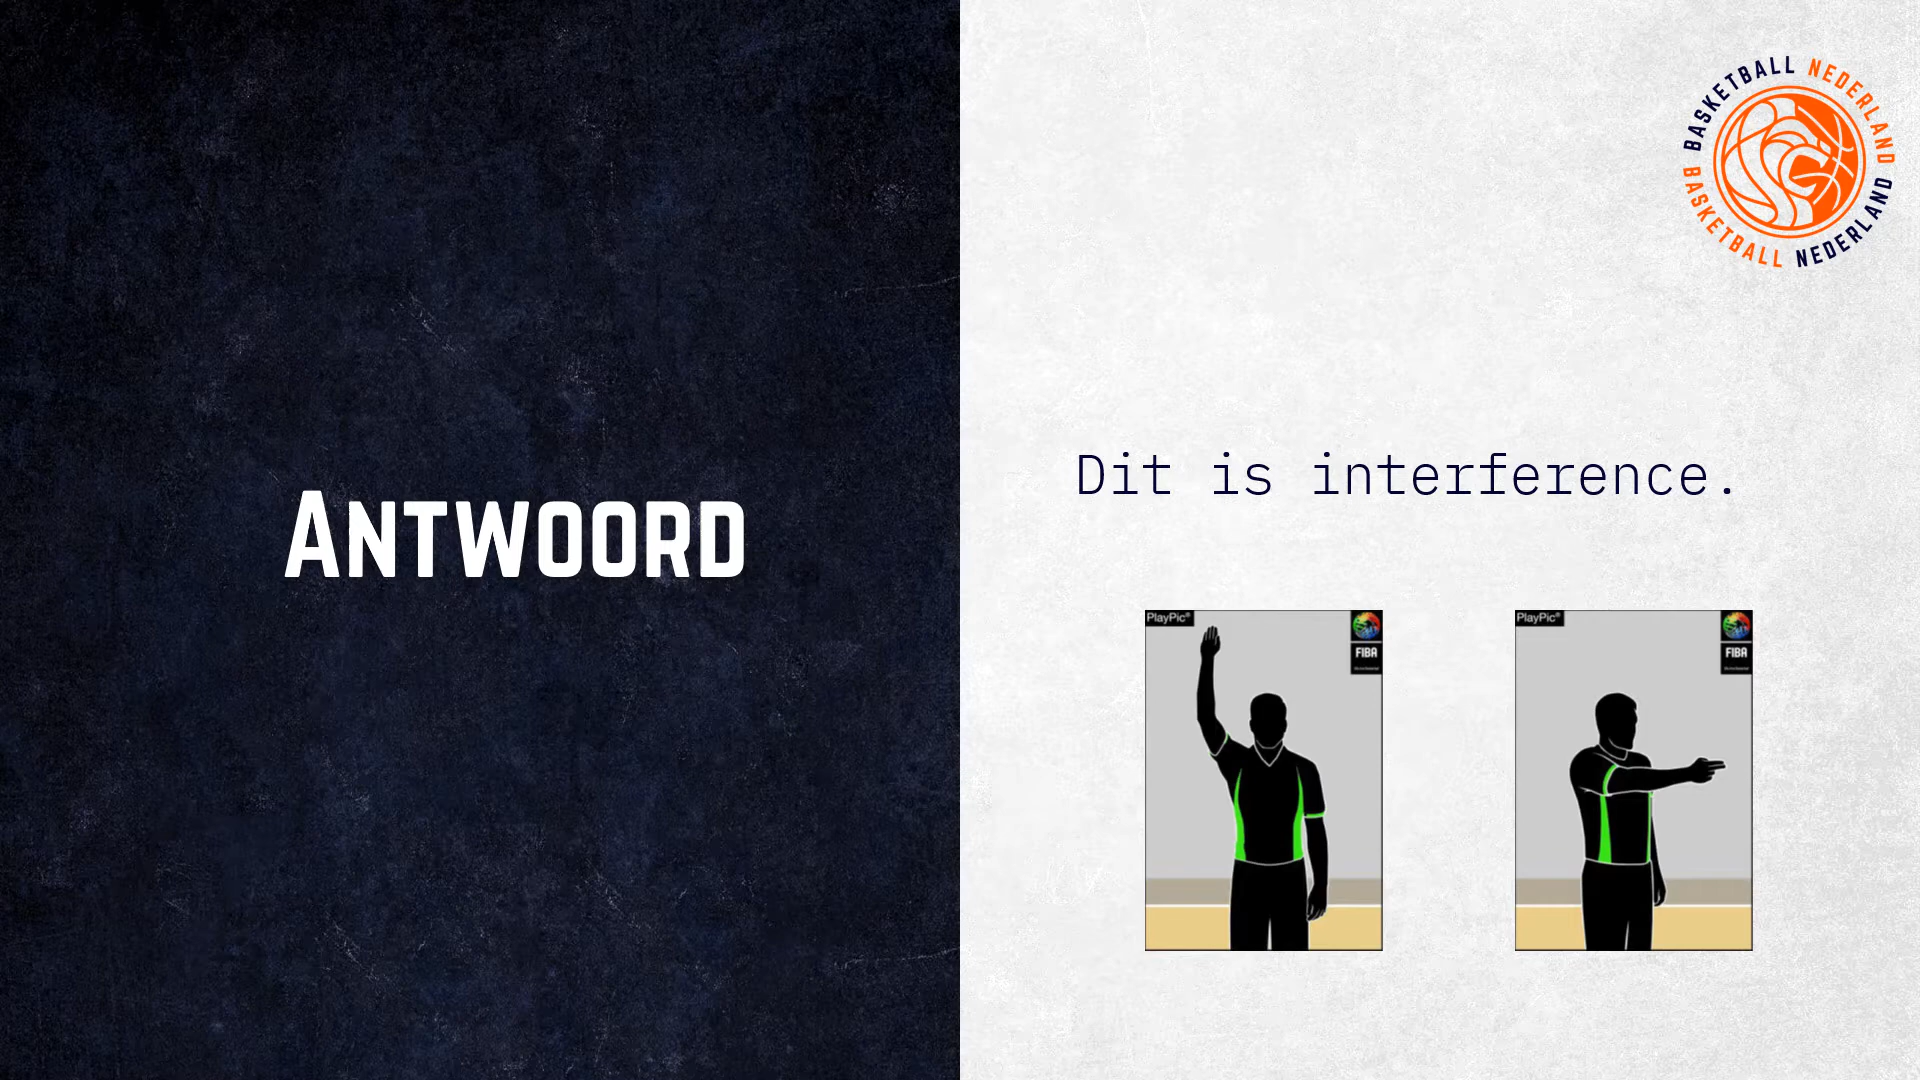 BASKETBALL NEDERLAND
BASKETBALL NEDERLAND
ANTWOORD
Dit is interference.
PlayPic®
FIBA
PlayPic®
FIBA